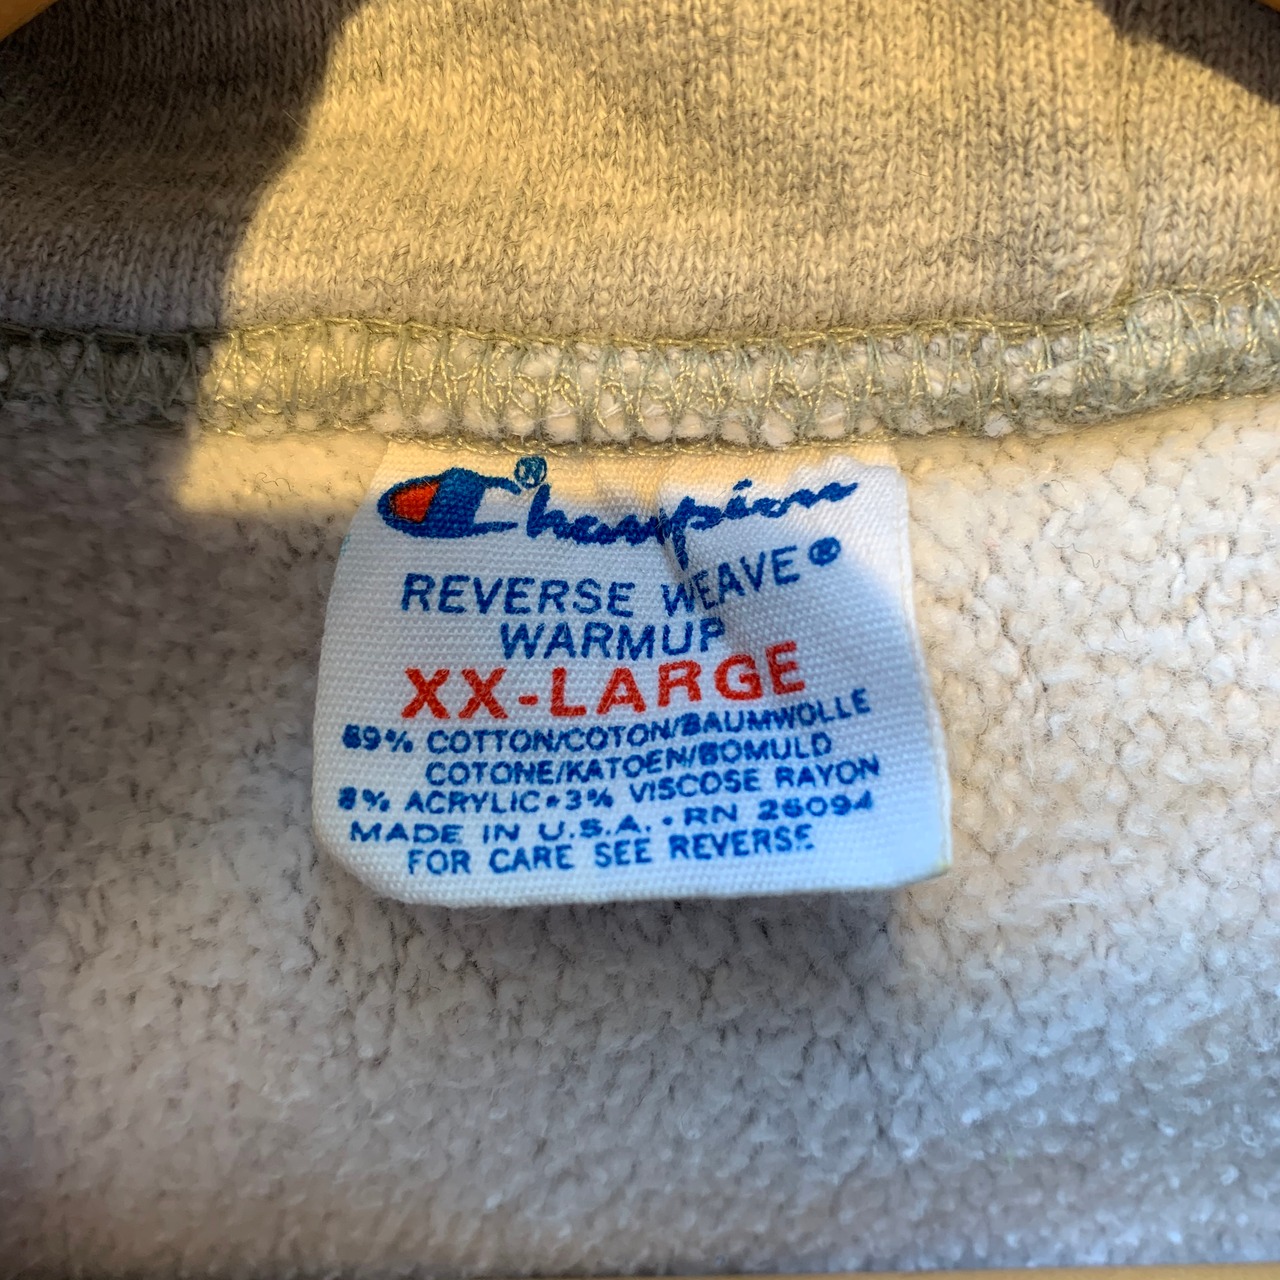 Champion®
REVERSE WEAVE®
WARMUP
XX-LARGE
89% COTTON/COTON/BAUMWOLLE
COTONE/KATOEN/BOMULD
8% ACRYLIC•3% VISCOSE RAYON
MADE IN U.S.A. • RN 26094
FOR CARE SEE REVERSE